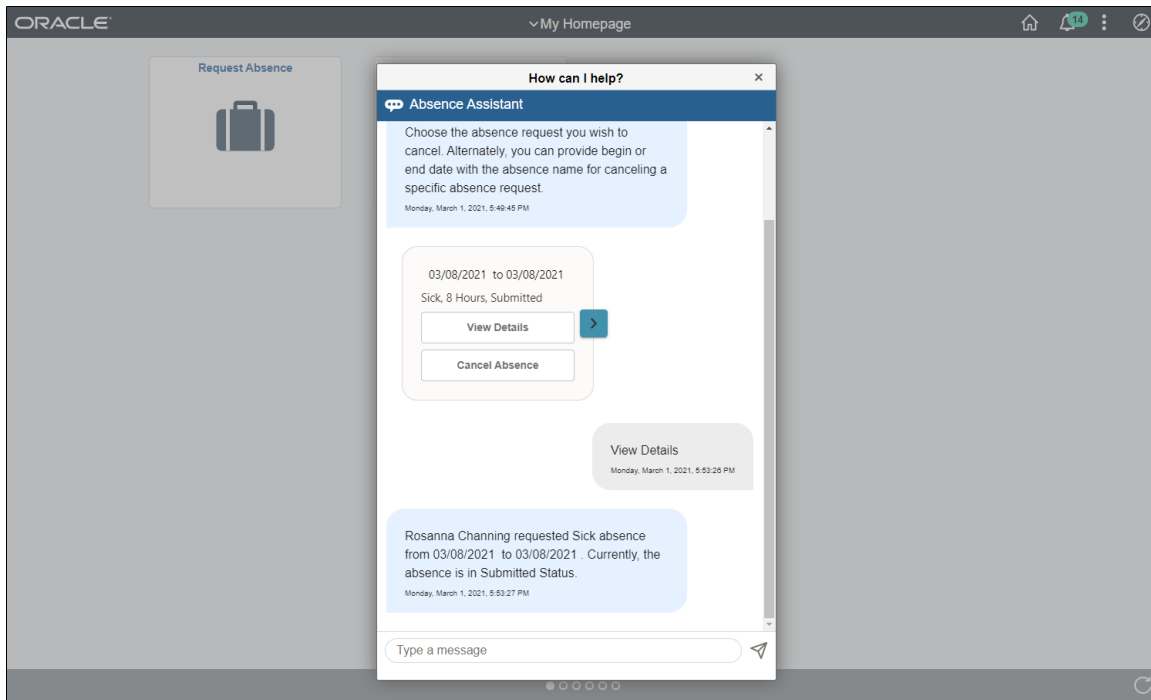 ORACLE
My Homepage
14
Request Absence
How can I help?
Absence Assistant
Choose the absence request you wish to
cancel. Alternately, you can provide begin or
end date with the absence name for canceling a
specific absence request.
Monday, March 1, 2021, 5:49:45 PM
03/08/2021 to 03/08/2021
Sick, 8 Hours, Submitted
View Details
Cancel Absence
View Details
Monday, March 1, 2021, 5:53:26 PM
Rosanna Channing requested Sick absence
from 03/08/2021 to 03/08/2021 . Currently, the
absence is in Submitted Status.
Monday, March 1, 2021, 5:53:27 PM
Type a message